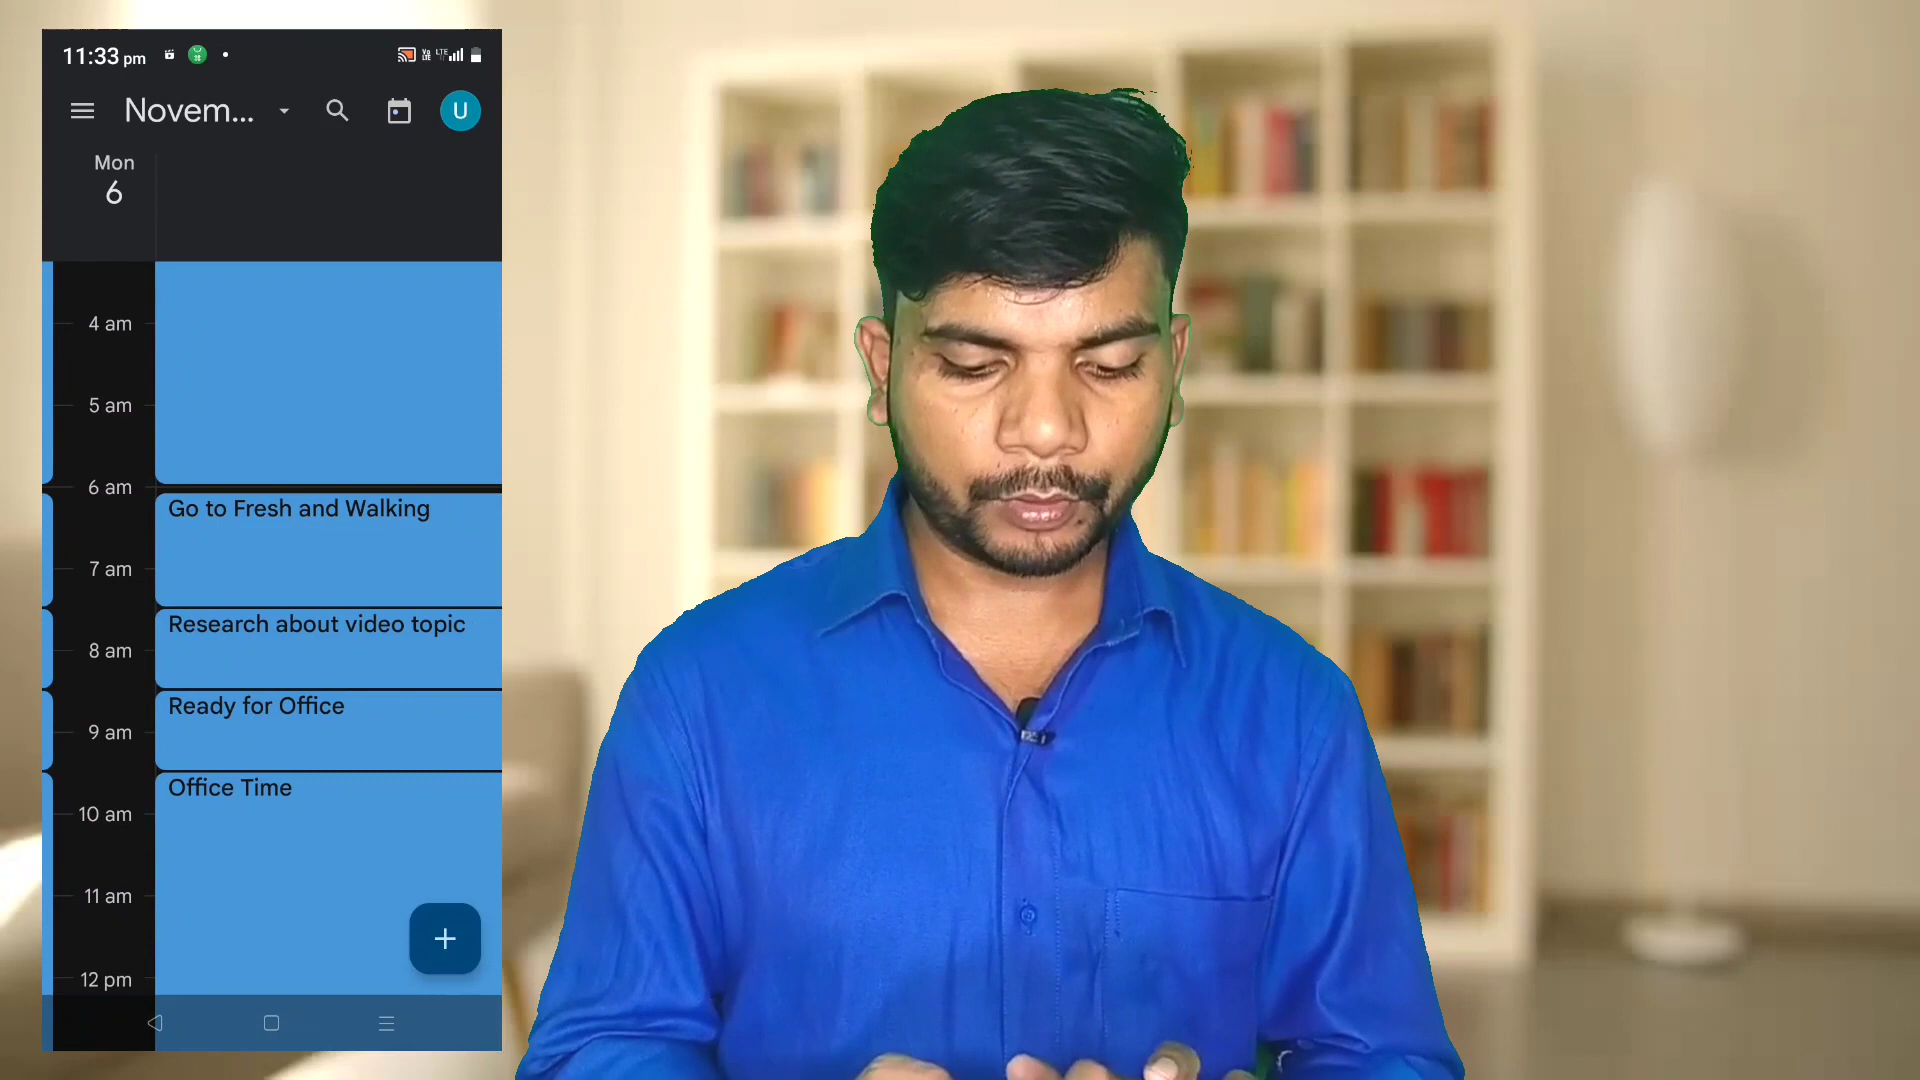 11:33 pm
Novem...
U
Mon
6
4 am
5 am
6 am
Go to Fresh and Walking
7 am
Research about video topic
8 am
Ready for Office
9 am
Office Time
10 am
11 am
12 pm